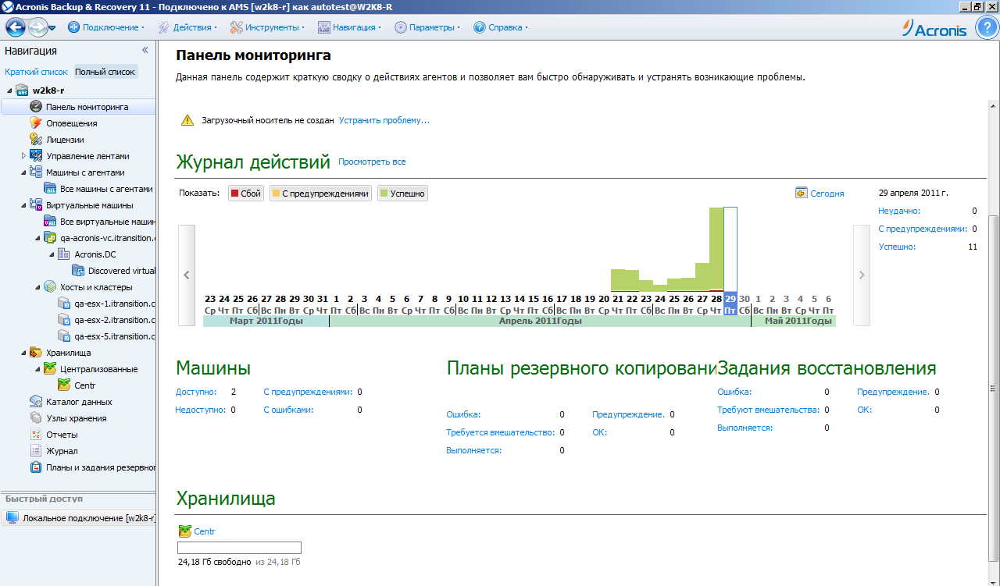 Acronis Backup & Recovery 11 - Подключено к AMS [w2k8-r] как autotest@W2K8-R
Подключение Действия Инструменты Навигация Параметры Справка
Acronis
Навигация
Краткий список Полный список
w2k8-r
Панель мониторинга
Оповещения
Лицензии
Управление лентами
Машины с агентами
Все машины с агентами
Виртуальные машины
Все виртуальные машин
qa-acronis-vc.itransition.
Acronis.DC
Discovered virtual
Хосты и кластеры
qa-esx-1.itransition.c
qa-esx-2.itransition.c
qa-esx-5.itransition.c
Хранилища
Централизованные
Centr
Каталог данных
Узлы хранения
Отчеты
Журнал
Планы и задания резервног
Быстрый доступ
Локальное подключение [w2k8-r]
Панель мониторинга
Данная панель содержит краткую сводку о действиях агентов и позволяет вам быстро обнаруживать и устранять возникающие проблемы.
Загрузочный носитель не создан Устранить проблему...
Журнал действий Просмотреть все
Показать: Сбой С предупреждениями Успешно
Сегодня
29 апреля 2011 г.
Неудачно: 0
С предупреждениями: 0
Успешно: 11
23 24 25 26 27 28 29 30 31 1 2 3 4 5 6 7 8 9 10 11 12 13 14 15 16 17 18 19 20 21 22 23 24 25 26 27 28 29 30 1 2 3 4 5 6
Ср Чт Пт Сб Вс Пн Вт Ср Чт Пт Сб Вс Пн Вт Ср Чт Пт Сб Вс Пн Вт Ср Чт Пт Сб Вс Пн Вт Ср Чт Пт Сб Вс Пн Вт Ср Чт Пт Сб Вс Пн Вт Ср Чт Пт
Март 2011Годы Апрель 2011Годы Май 2011Годы
Машины
Доступно: 2 С предупреждениями: 0
Недоступно: 0 С ошибками: 0
Планы резервного копировани
Ошибка: 0 Предупреждение. 0
Требуется вмешательство: 0 ОК: 0
Выполняется: 0
Задания восстановления
Ошибка: 0 Предупреждение. 0
Требуют вмешательства: 0 ОК: 0
Выполняется: 0
Хранилища
Centr
24,18 Гб свободно из 24,18 Гб